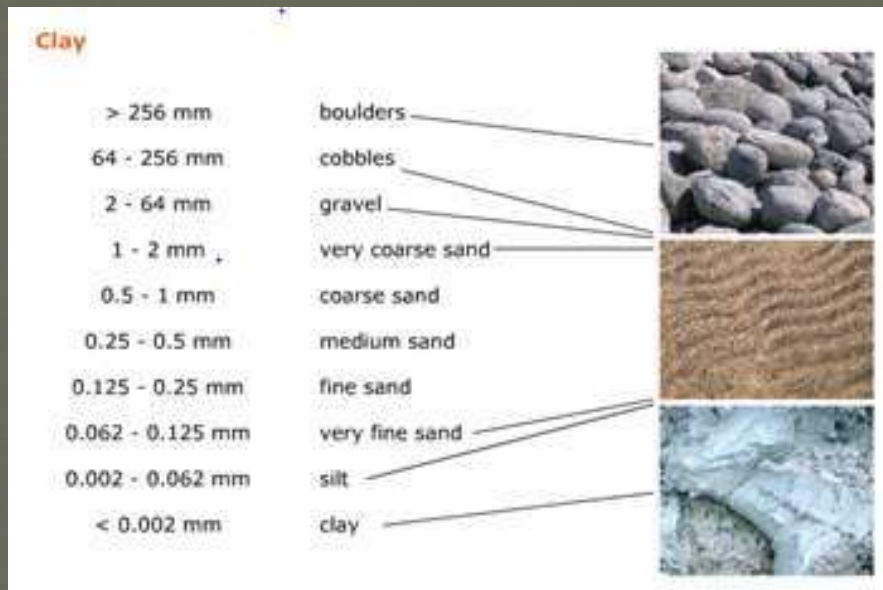 Clay
> 256 mm boulders
64 - 256 mm cobbles
2 - 64 mm gravel
1 - 2 mm very coarse sand
0.5 - 1 mm coarse sand
0.25 - 0.5 mm medium sand
0.125 - 0.25 mm fine sand
0.062 - 0.125 mm very fine sand
0.002 - 0.062 mm silt
< 0.002 mm clay